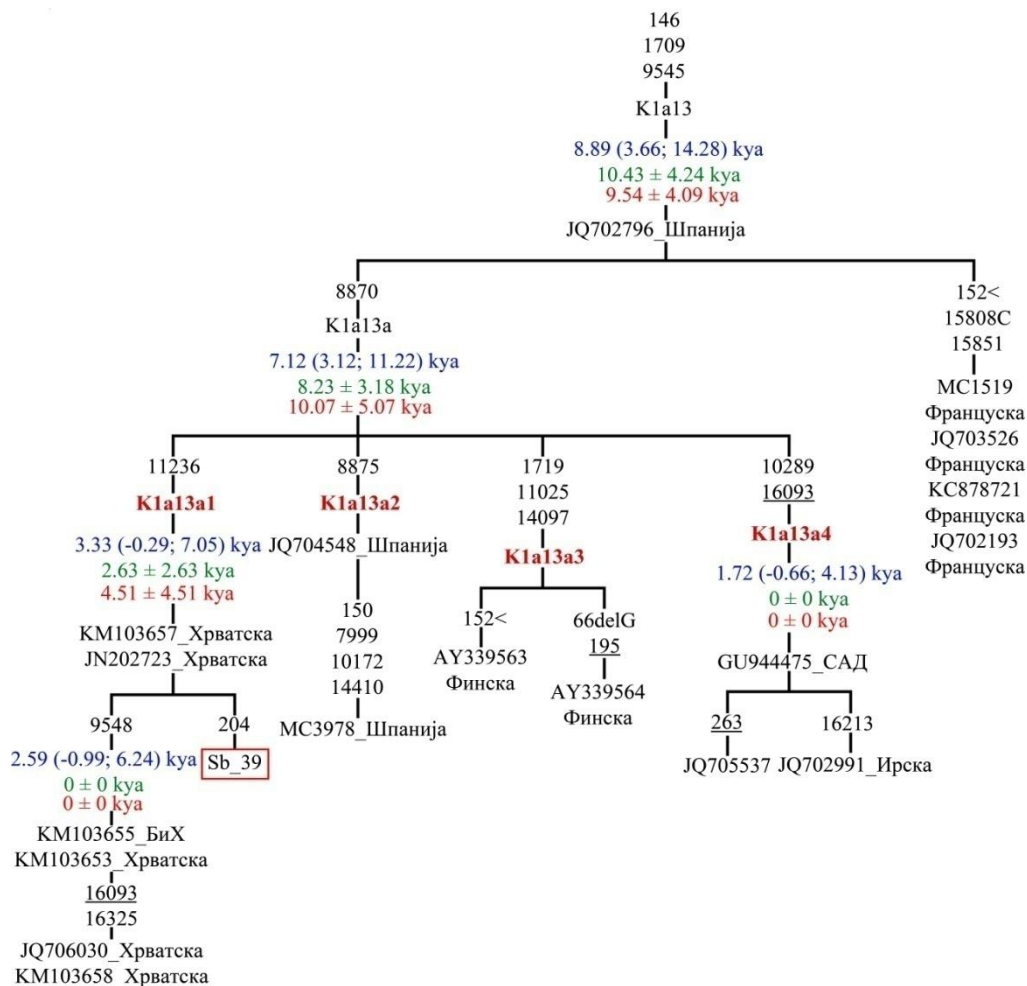 146
1709
9545
K1a13
8.89 (3.66; 14.28) kya
10.43 ± 4.24 kya
9.54 ± 4.09 kya
JQ702796_Шпанија
8870
K1a13a
7.12 (3.12; 11.22) kya
8.23 ± 3.18 kya
10.07 ± 5.07 kya
11236
K1a13a1
3.33 (-0.29; 7.05) kya
2.63 ± 2.63 kya
4.51 ± 4.51 kya
KM103657_Хрватска
JN202723_Хрватска
9548
2.59 (-0.99; 6.24) kya
0 ± 0 kya
0 ± 0 kya
KM103655_БиХ
KM103653_Хрватска
16093
16325
JQ706030_Хрватска
KM103658_Хрватска
204
Sb_39
8875
K1a13a2
JQ704548_Шпанија
150
7999
10172
14410
MC3978_Шпанија
1719
11025
14097
K1a13a3
152<
AY339563
Финска
66delG
195
AY339564
Финска
10289
16093
K1a13a4
1.72 (-0.66; 4.13) kya
0 ± 0 kya
0 ± 0 kya
GU944475_САД
263
JQ705537
16213
JQ702991_Ирска
152<
15808C
15851
MC1519
Француска
JQ703526
Француска
KC878721
Француска
JQ702193
Француска